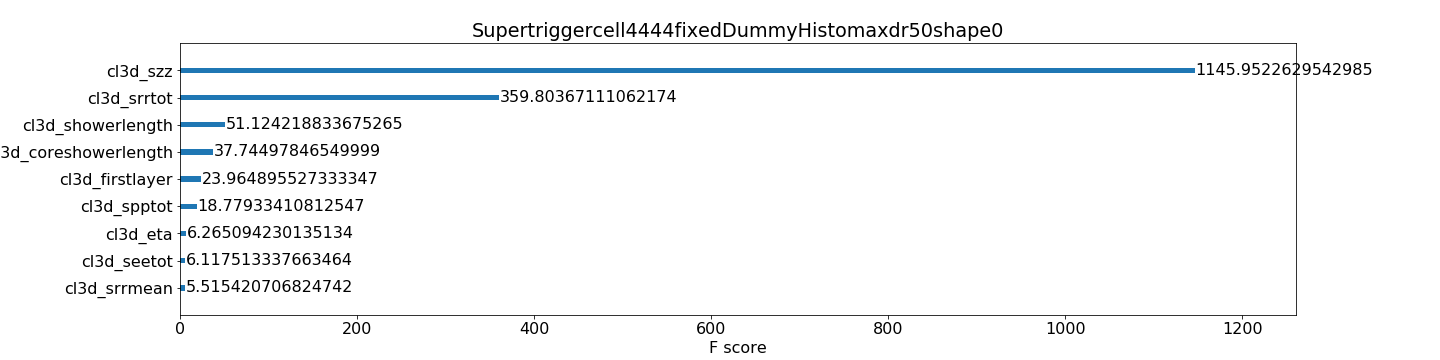 Supertriggercell4444fixedDummyHistomaxdr50shape0
cl3d_szz 1145.9522629542985
cl3d_srrtot 359.80367111062174
cl3d_showerlength 51.124218833675265
3d_coreshowerlength 37.74497846549999
cl3d_firstlayer 23.964895527333347
cl3d_spptot 18.77933410812547
cl3d_eta 6.265094230135134
cl3d_seetot 6.117513337663464
cl3d_srrmean 5.515420706824742
0 200 400 600 800 1000 1200
F score